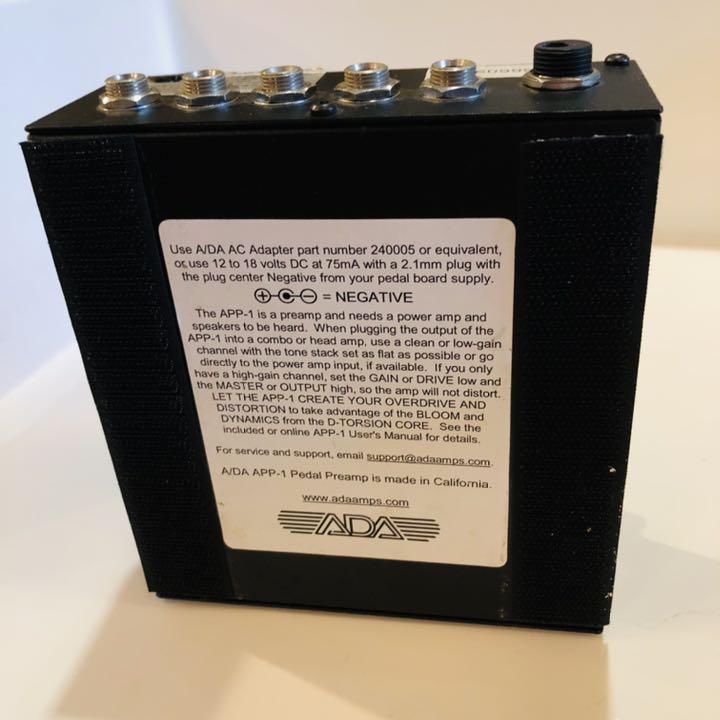 Use A/DA AC Adapter part number 240005 or equivalent,
or use 12 to 18 volts DC at 75mA with a 2.1mm plug with
the plug center Negative from your pedal board supply.
= NEGATIVE
The APP-1 is a preamp and needs a power amp and
speakers to be heard. When plugging the output of the
APP-1 into a combo or head amp, use a clean or low-gain
channel with the tone stack set as flat as possible or go
directly to the power amp input, if available. If you only
have a high-gain channel, set the GAIN or DRIVE low and
the MASTER or OUTPUT high, so the amp will not distort.
LET THE APP-1 CREATE YOUR OVERDRIVE AND
DISTORTION to take advantage of the BLOOM and
DYNAMICS from the D-TORSION CORE. See the
included or online APP-1 User's Manual for details.
For service and support, email support@adaamps.com.
A/DA APP-1 Pedal Preamp is made in California.
www.adaamps.com
ADA